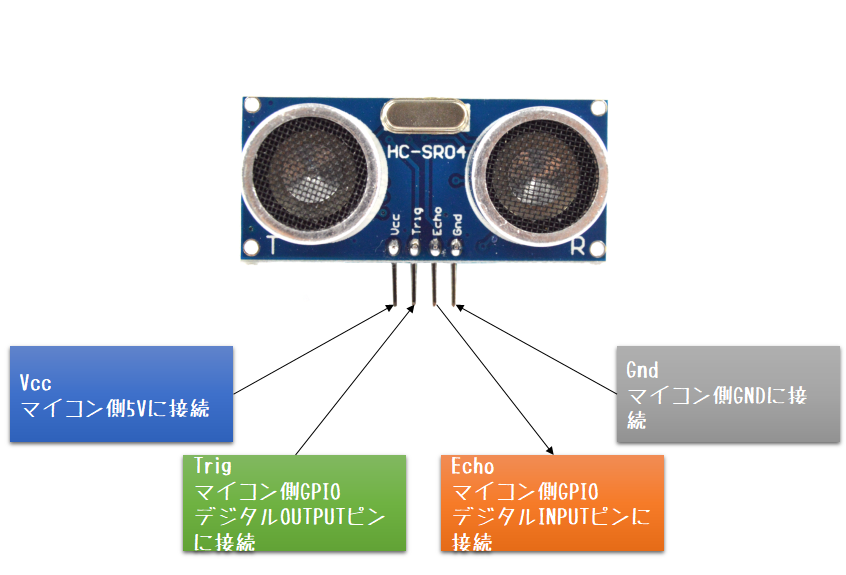 HC-SR04
Vcc
Trig
Echo
Gnd
T
R
Vcc
マイコン側5Vに接続
Gnd
マイコン側GNDに接
続
Trig
マイコン側GPIO
デジタルOUTPUTピン
に接続
Echo
マイコン側GPIO
デジタルINPUTピンに
接続